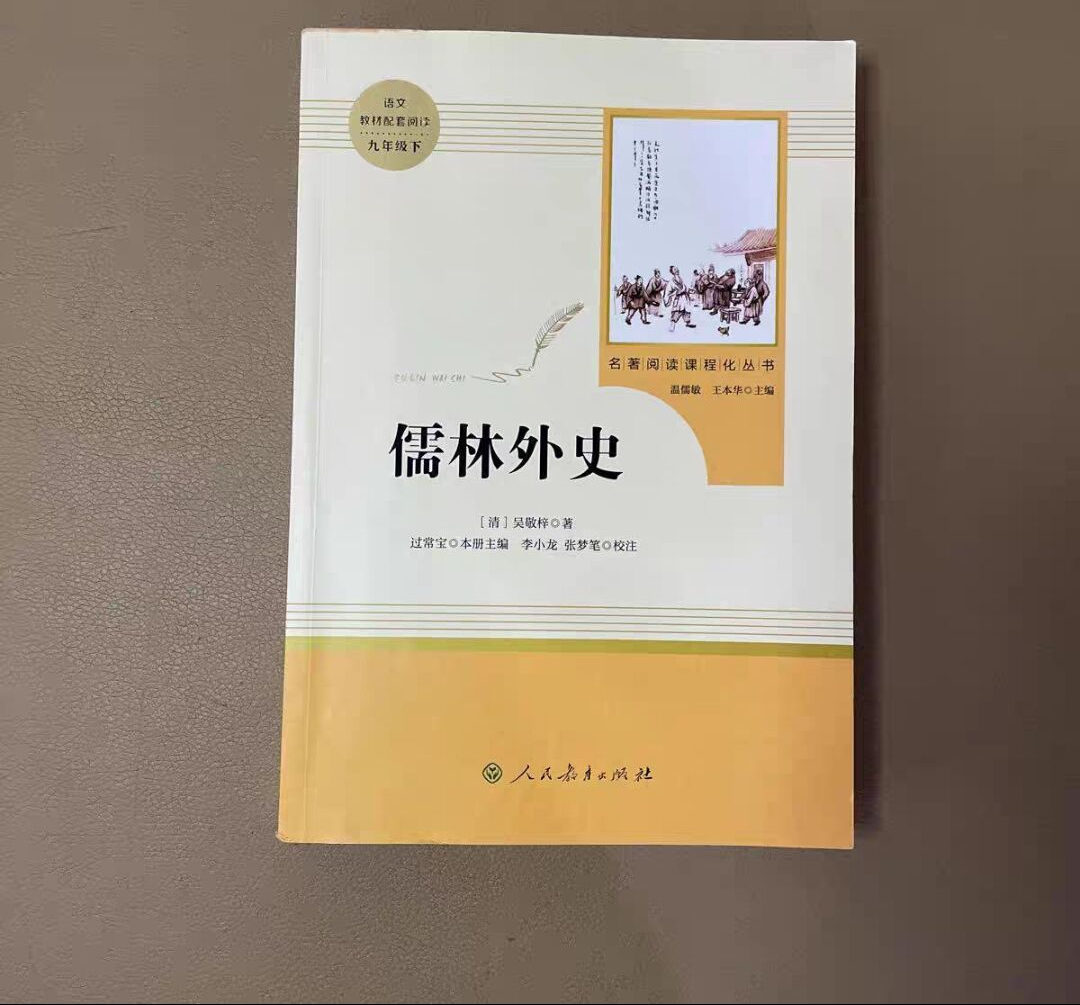 语文
教材配套阅读
九年级下
名著阅读课程化丛书
温儒敏 王本华◎主编
WAI
儒林外史
[清]吴敬梓◎著
过常宝◎本册主编 李小龙 张梦笔◎校注
人民教育出版社